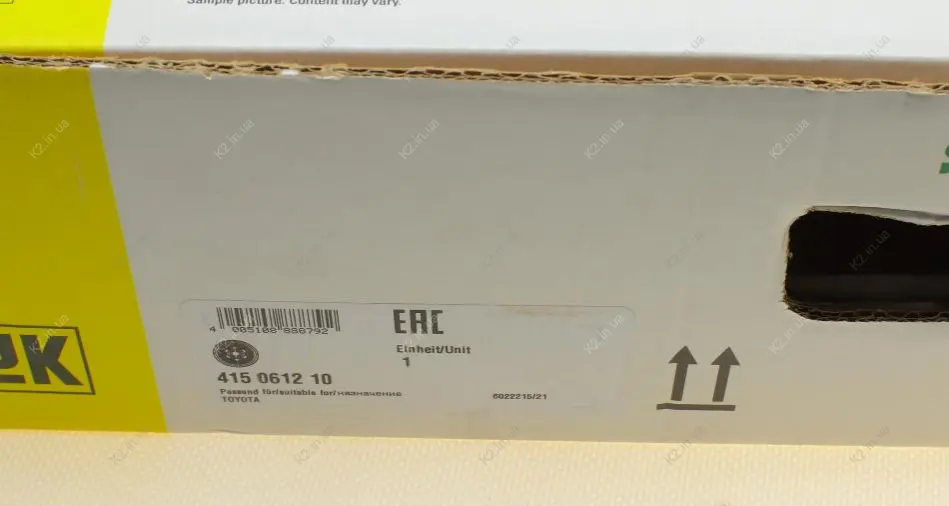 Sample picture. Content may vary.
EAC
4 005108 886792
Einheit/Unit
1
415 0612 10
Passend für/suitable for/назначение
TOYOTA
6022215/21
K
K2.in.ua